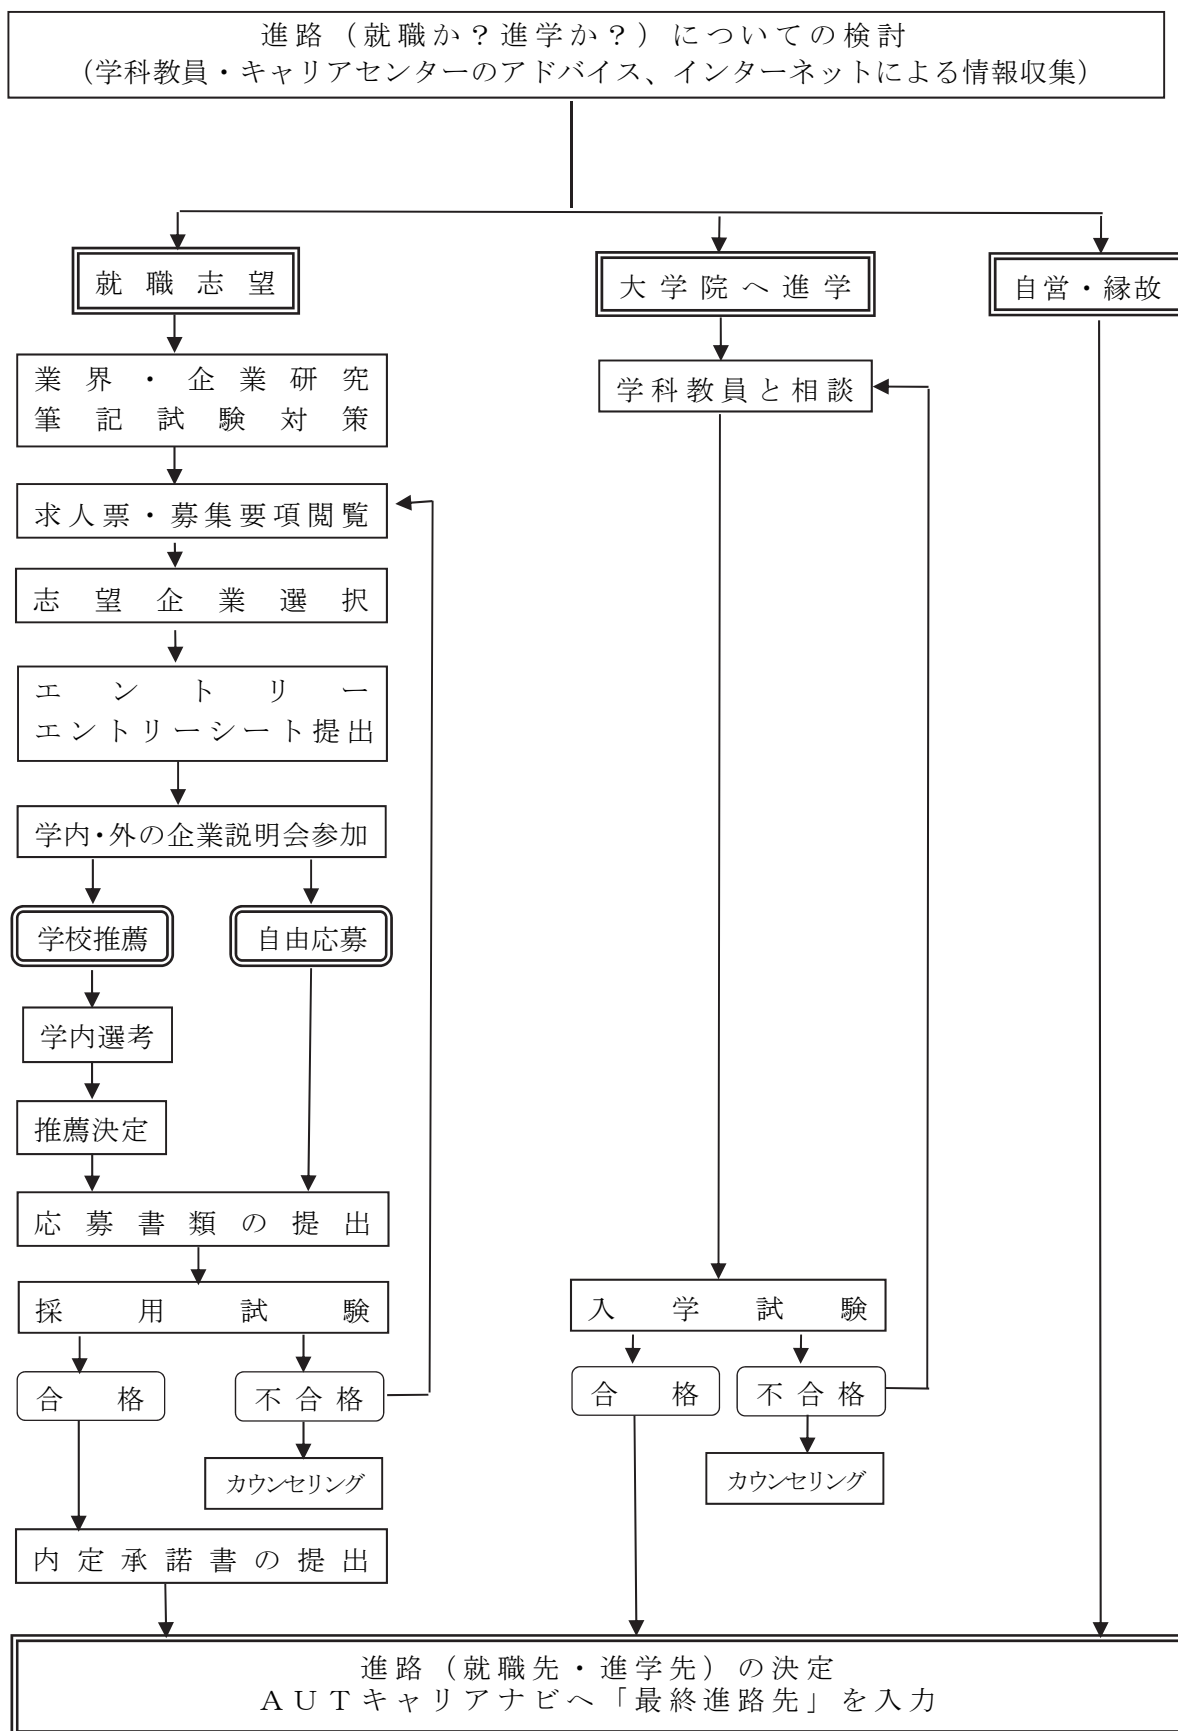 進路（就職か？進学か？）についての検討
（学科教員・キャリアセンターのアドバイス、インターネットによる情報収集）
就職志望
大学院へ進学
自営・縁故
業界・企業研究
筆記試験対策
学科教員と相談
求人票・募集要項閲覧
志望企業選択
エントリー
エントリーシート提出
学内・外の企業説明会参加
学校推薦
自由応募
学内選考
推薦決定
応募書類の提出
採用試験
入学試験
合格
不合格
合格
不合格
カウンセリング
カウンセリング
内定承諾書の提出
進路（就職先・進学先）の決定
ＡＵＴキャリアナビへ「最終進路先」を入力